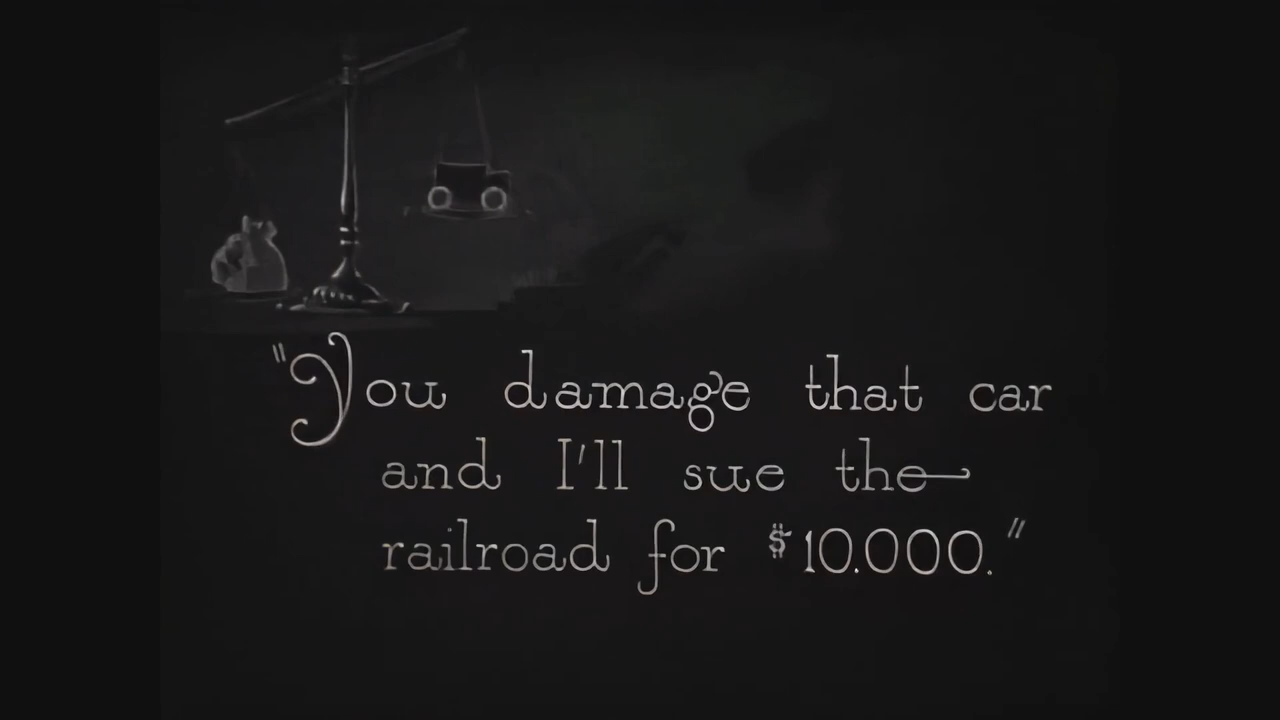 "You damage that car
and I'll sue the
railroad for $10.000."